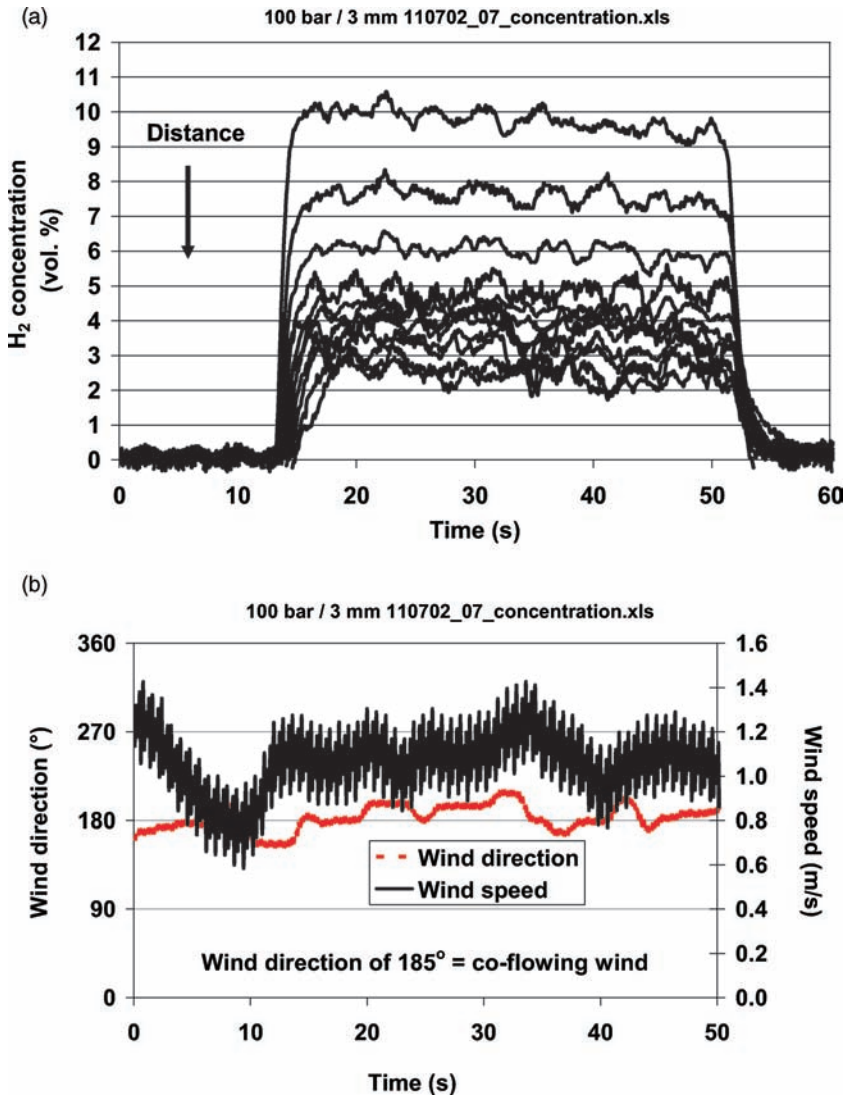 (a)
100 bar / 3 mm 110702_07_concentration.xls
12
11
10
9
8
7
6
5
4
3
2
1
0
H₂ concentration
(vol. %)
Distance
0 10 20 30 40 50 60
Time (s)
(b)
100 bar / 3 mm 110702_07_concentration.xls
360 1.6
1.4
270 1.2
1.0
180 0.8
0.6
90 0.4
0.2
0 0.0
Wind direction (°)
Wind speed (m/s)
Wind direction
Wind speed
Wind direction of 185° = co-flowing wind
0 10 20 30 40 50
Time (s)